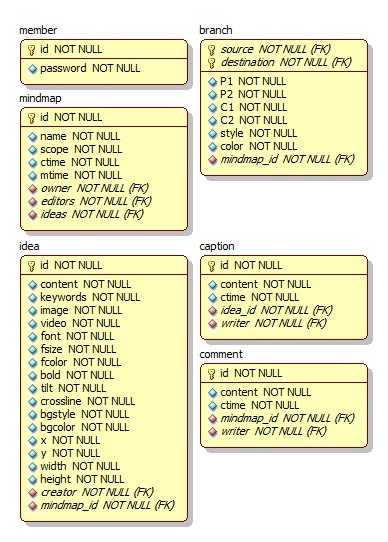 member
id NOT NULL
password NOT NULL
mindmap
id NOT NULL
name NOT NULL
scope NOT NULL
ctime NOT NULL
mtime NOT NULL
owner NOT NULL (FK)
editors NOT NULL (FK)
ideas NOT NULL (FK)
idea
id NOT NULL
content NOT NULL
keywords NOT NULL
image NOT NULL
video NOT NULL
font NOT NULL
fsize NOT NULL
fcolor NOT NULL
bold NOT NULL
tilt NOT NULL
crossline NOT NULL
bgstyle NOT NULL
bgcolor NOT NULL
x NOT NULL
y NOT NULL
width NOT NULL
height NOT NULL
creator NOT NULL (FK)
mindmap_id NOT NULL (FK)
branch
source NOT NULL (FK)
destination NOT NULL (FK)
P1 NOT NULL
P2 NOT NULL
C1 NOT NULL
C2 NOT NULL
style NOT NULL
color NOT NULL
mindmap_id NOT NULL (FK)
caption
id NOT NULL
content NOT NULL
ctime NOT NULL
idea_id NOT NULL (FK)
writer NOT NULL (FK)
comment
id NOT NULL
content NOT NULL
ctime NOT NULL
mindmap_id NOT NULL (FK)
writer NOT NULL (FK)